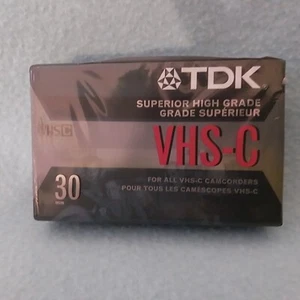 TDK
SUPERIOR HIGH GRADE
GRADE SUPÉRIEUR
VHS-C
30
FOR ALL VHS-C CAMCORDERS
POUR TOUS LES CAMÉSCOPES VHS-C